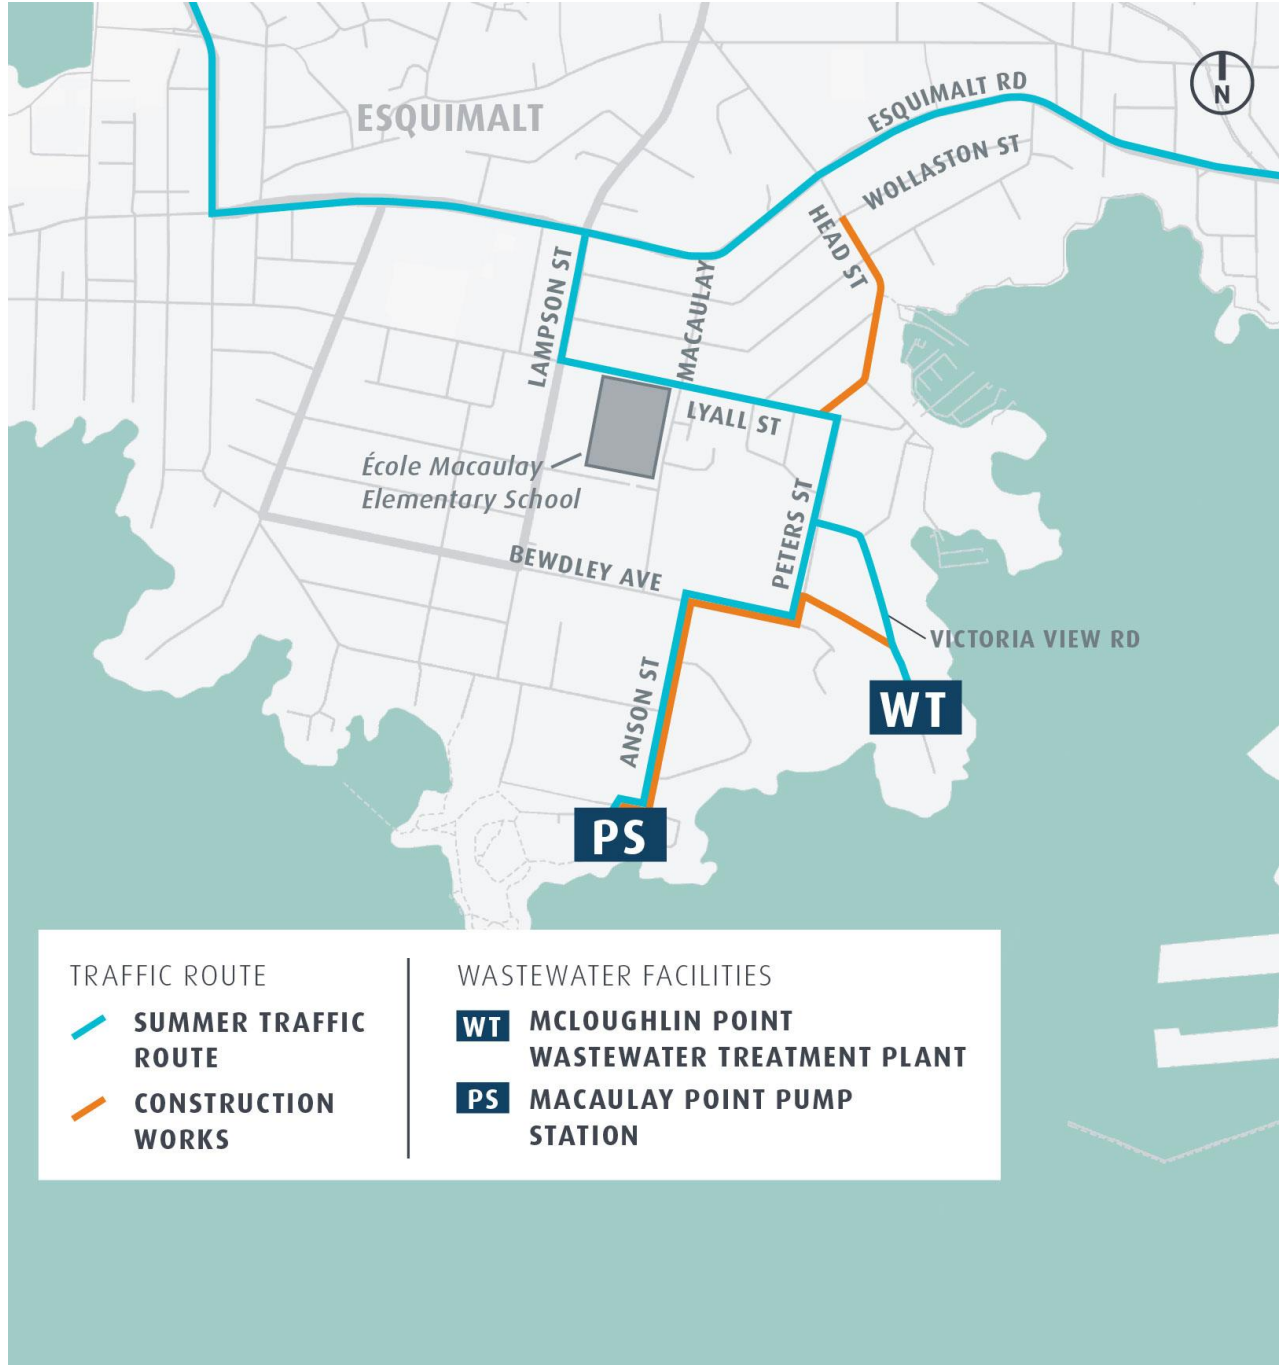 N
ESQUIMALT RD
ESQUIMALT
WOLLASTON ST
HEAD ST
LAMPSON ST
MACAULAY
LYALL ST
École Macaulay
Elementary School
PETERS ST
BEWDLEY AVE
VICTORIA VIEW RD
ANSON ST
WT
PS
TRAFFIC ROUTE
SUMMER TRAFFIC
ROUTE
CONSTRUCTION
WORKS
WASTEWATER FACILITIES
WT
MCLOUGHLIN POINT
WASTEWATER TREATMENT PLANT
PS
MACAULAY POINT PUMP
STATION